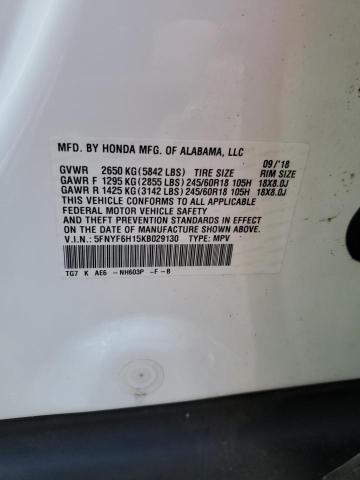 MFD. BY HONDA MFG. OF ALABAMA, LLC
09/'18
GVWR 2650 KG(5842 LBS) TIRE SIZE RIM SIZE
GAWR F 1295 KG(2855 LBS) 245/60R18 105H 18X8.0J
GAWR R 1425 KG(3142 LBS) 245/60R18 105H 18X8.0J
THIS VEHICLE CONFORMS TO ALL APPLICABLE
FEDERAL MOTOR VEHICLE SAFETY AND
THEFT PREVENTION STANDARDS IN EFFECT
ON THE DATE OF MANUFACTURE SHOWN ABOVE.
V.I.N.: 5FNYF6H15KB029130 TYPE: MPV
TG7 K AE6 -NH603P -F-B